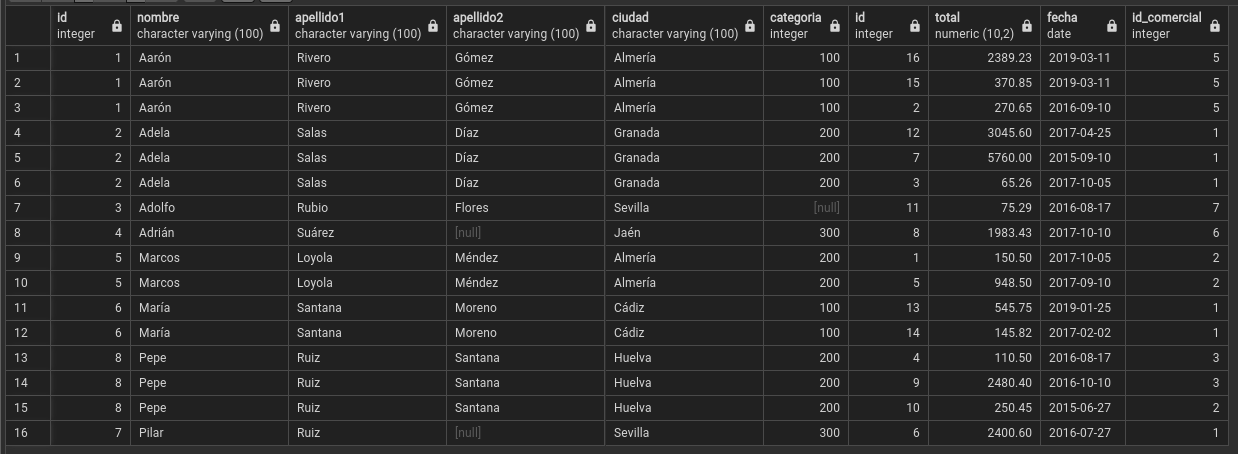 id nombre apellido1 apellido2 ciudad categoria id total fecha id_comercial
integer character varying (100) character varying (100) character varying (100) character varying (100) integer integer numeric (10,2) date integer
1 1 Aarón Rivero Gómez Almería 100 16 2389.23 2019-03-11 5
2 1 Aarón Rivero Gómez Almería 100 15 370.85 2019-03-11 5
3 1 Aarón Rivero Gómez Almería 100 2 270.65 2016-09-10 5
4 2 Adela Salas Díaz Granada 200 12 3045.60 2017-04-25 1
5 2 Adela Salas Díaz Granada 200 7 5760.00 2015-09-10 1
6 2 Adela Salas Díaz Granada 200 3 65.26 2017-10-05 1
7 3 Adolfo Rubio Flores Sevilla [null] 11 75.29 2016-08-17 7
8 4 Adrián Suárez [null] Jaén 300 8 1983.43 2017-10-10 6
9 5 Marcos Loyola Méndez Almería 200 1 150.50 2017-10-05 2
10 5 Marcos Loyola Méndez Almería 200 5 948.50 2017-09-10 2
11 6 María Santana Moreno Cádiz 100 13 545.75 2019-01-25 1
12 6 María Santana Moreno Cádiz 100 14 145.82 2017-02-02 1
13 8 Pepe Ruiz Santana Huelva 200 4 110.50 2016-08-17 3
14 8 Pepe Ruiz Santana Huelva 200 9 2480.40 2016-10-10 3
15 8 Pepe Ruiz Santana Huelva 200 10 250.45 2015-06-27 2
16 7 Pilar Ruiz [null] Sevilla 300 6 2400.60 2016-07-27 1